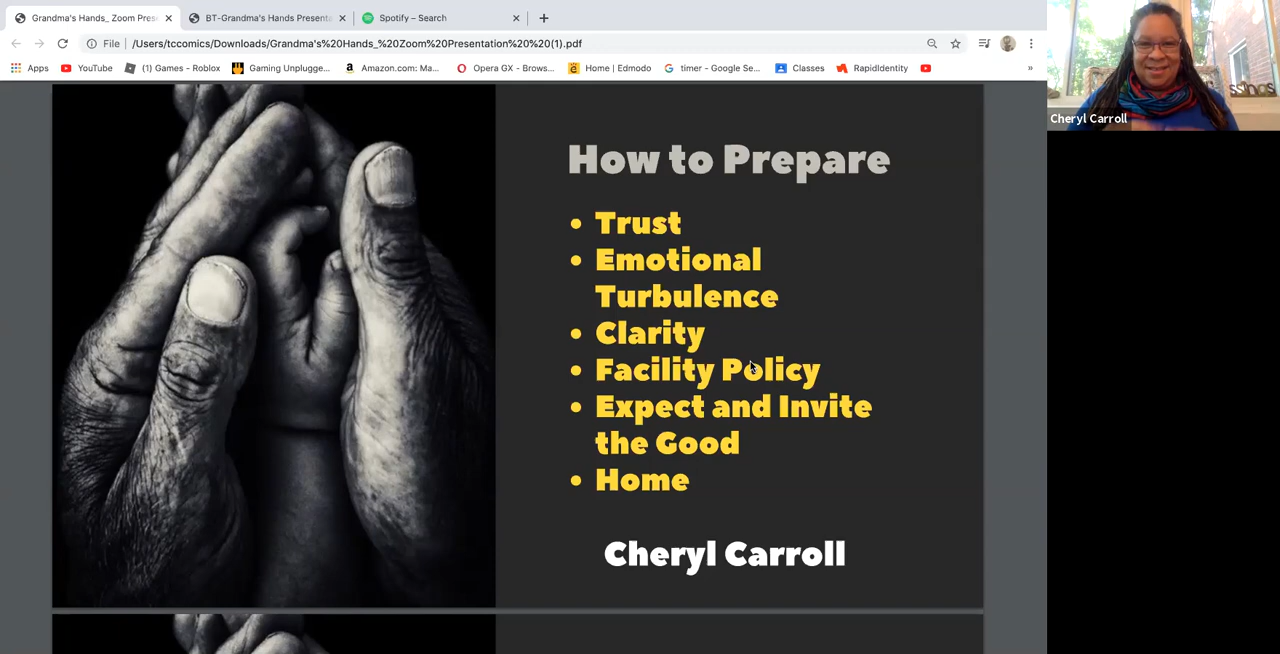 Grandma's Hands_ Zoom Pres
BT-Grandma's Hands Presenta
Spotify – Search
File
/Users/tccomics/Downloads/Grandma's%20Hands_%20Zoom%20Presentation%20%20(1).pdf
Apps
YouTube
(1) Games - Roblox
Gaming Unplugge...
Amazon.com: Ma...
Opera GX - Brows...
Home | Edmodo
timer - Google Se...
Classes
RapidIdentity
»
Cheryl Carroll
How to Prepare
• Trust
• Emotional
Turbulence
• Clarity
• Facility Policy
• Expect and Invite
the Good
• Home
Cheryl Carroll